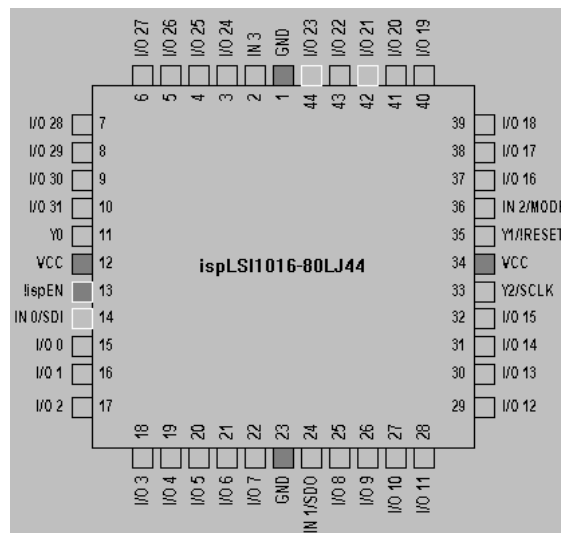 I/O 27
I/O 26
I/O 25
I/O 24
IN 3
GND
I/O 23
I/O 22
I/O 21
I/O 20
I/O 19
6
5
4
3
2
1
44
43
42
41
40
I/O 28 7
I/O 29 8
I/O 30 9
I/O 31 10
Y0 11
VCC 12
!ispEN 13
IN 0/SDI 14
I/O 0 15
I/O 1 16
I/O 2 17
ispLSI1016-80LJ44
39 I/O 18
38 I/O 17
37 I/O 16
36 IN 2/MODE
35 Y1/!RESET
34 VCC
33 Y2/SCLK
32 I/O 15
31 I/O 14
30 I/O 13
29 I/O 12
18
19
20
21
22
23
24
25
26
27
28
I/O 3
I/O 4
I/O 5
I/O 6
I/O 7
GND
IN 1/SDO
I/O 8
I/O 9
I/O 10
I/O 11